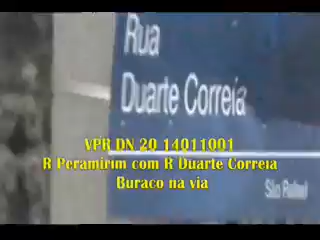 Rua
Duarte Correia
VPR DN 20 14011001
R Peramirim com R Duarte Correia
Buraco na via
São Rafael